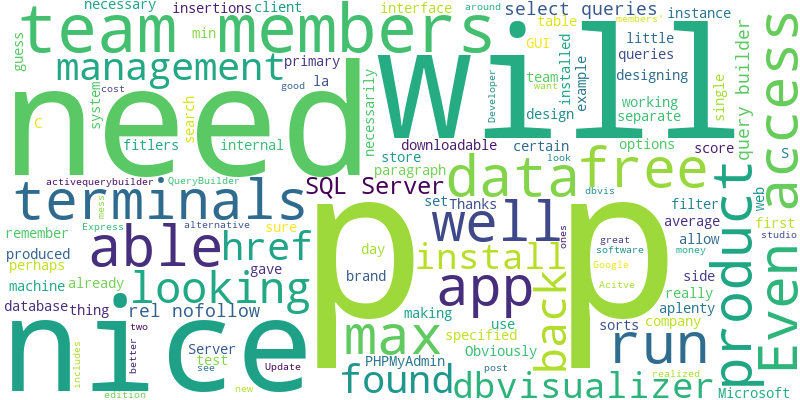 necessary
insertions
client
interface
around
select queries
members'
instance
team members
min
table
GUI
little
guess
management
primary
good
la
cost
system
fitlers
search
internal
C
need
will
necessarily
Developer
team
want
design
installed
example
queries
designing
working
separate
single
query builder
downloadable
certain
options
score
store
paragraph
Even access
activequerybuilder
QueryBuilder
SQL Server
data
free
dbvis
S
terminals
mess
Express
alternative
set
Thanks
well
ones
look
filter
web
first
studio
remember
able
href
sure
day
p p
great
software
average
allow
money
produced
perhaps
gave
install
Google
Acitve
side
really
machine
already
looking
brand
app
back
sorts
company
aplenty
product
database
thing
rel nofollow
making
use
specified
nice
two
better
Server
test
see
Update
max
PHPMyAdmin
Obviously
run
realized
includes
edition
new
found
post
dbvisualizer
Microsoft